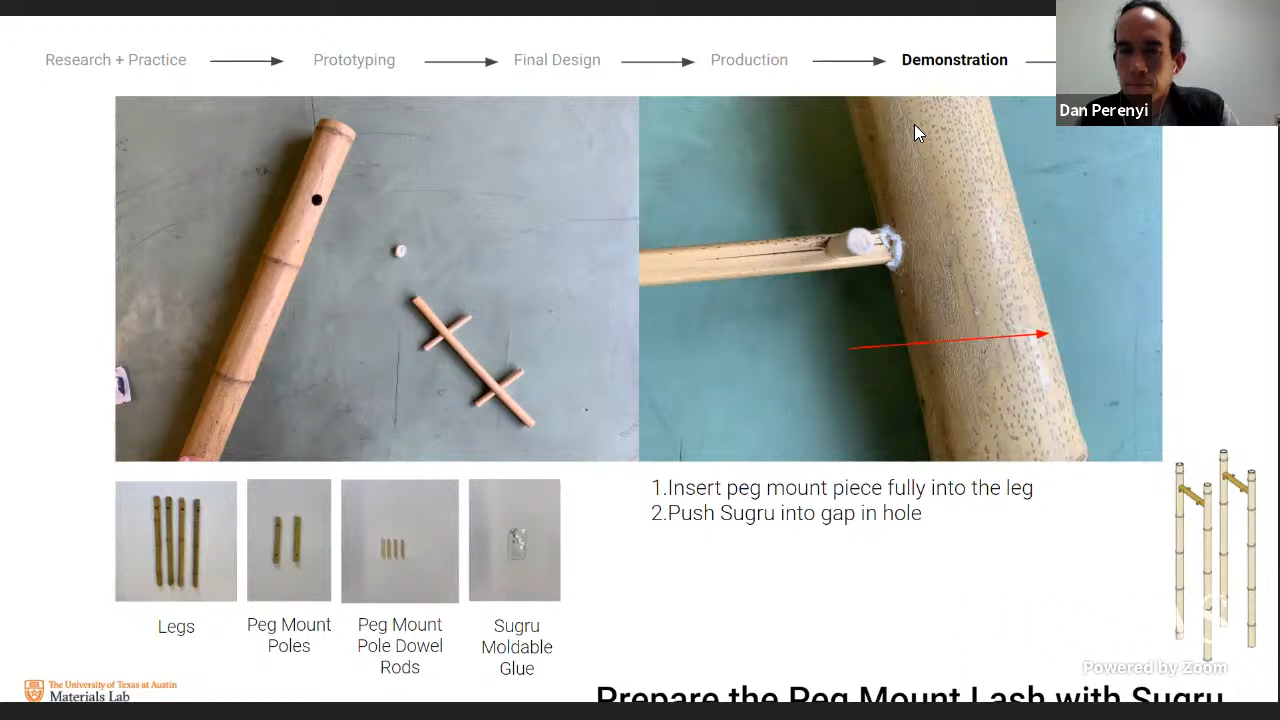 Research + Practice
Prototyping
Final Design
Production
Demonstration
Dan Perenyi
1.Insert peg mount piece fully into the leg
2.Push Sugru into gap in hole
Legs
Peg Mount
Poles
Peg Mount
Pole Dowel
Rods
Sugru
Moldable
Glue
Powered by Zoom
The University of Texas at Austin
Materials Lab
Prepare the Peg Mount Lash with Sugru